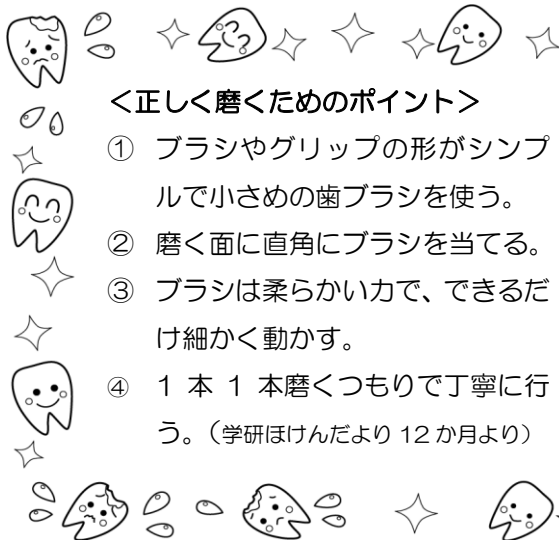 <正しく磨くためのポイント>
① ブラシやグリップの形がシンプ
ルで小さめの歯ブラシを使う。
② 磨く面に直角にブラシを当てる。
③ ブラシは柔らかい力で、できるだ
け細かく動かす。
④ 1 本 1 本磨くつもりで丁寧に行
う。(学研ほけんだより 12 か月より)